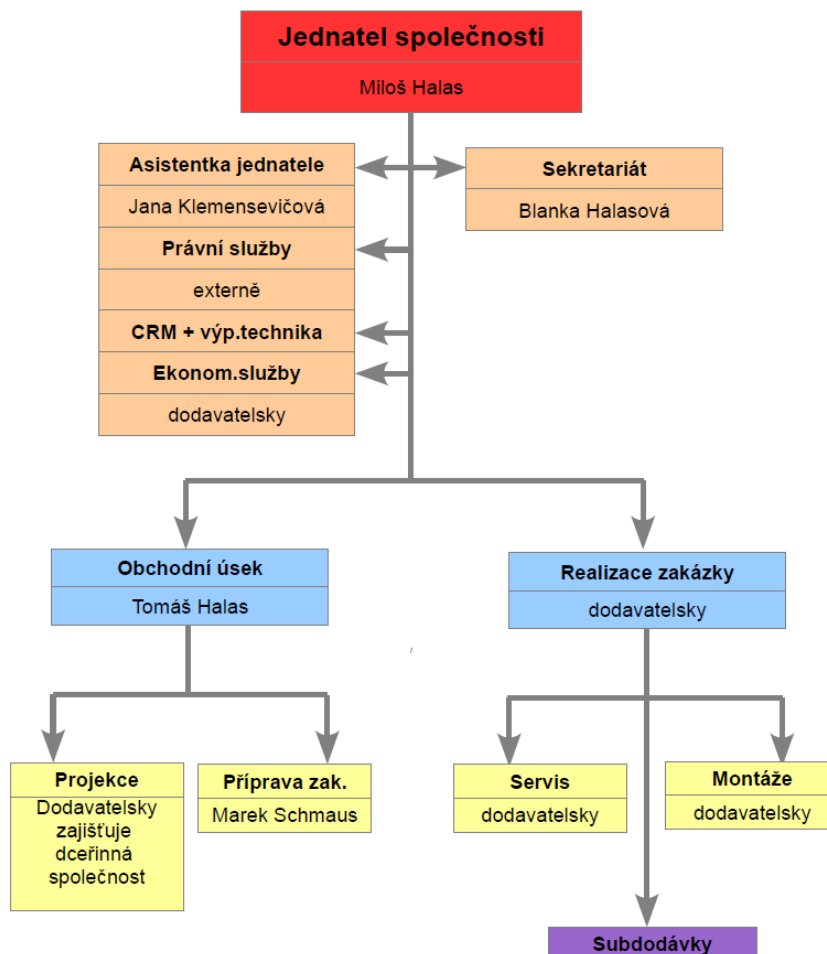 Jednatel společnosti
Miloš Halas
Asistentka jednatele
Jana Klemensevičová
Právní služby
externě
CRM + výp.technika
Ekonom.služby
dodavatelsky
Sekretariát
Blanka Halasová
Obchodní úsek
Tomáš Halas
Realizace zakázky
dodavatelsky
Projekce
Dodavatelsky
zajišťuje
dceřinná
společnost
Příprava zak.
Marek Schmaus
Servis
dodavatelsky
Montáže
dodavatelsky
Subdodávky